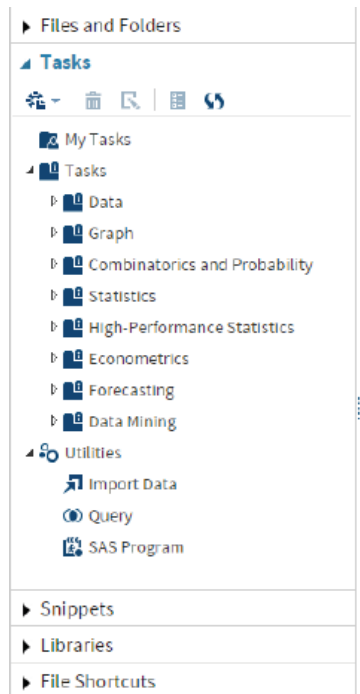 Files and Folders
Tasks
My Tasks
Tasks
Data
Graph
Combinatorics and Probability
Statistics
High-Performance Statistics
Econometrics
Forecasting
Data Mining
Utilities
Import Data
Query
SAS Program
Snippets
Libraries
File Shortcuts